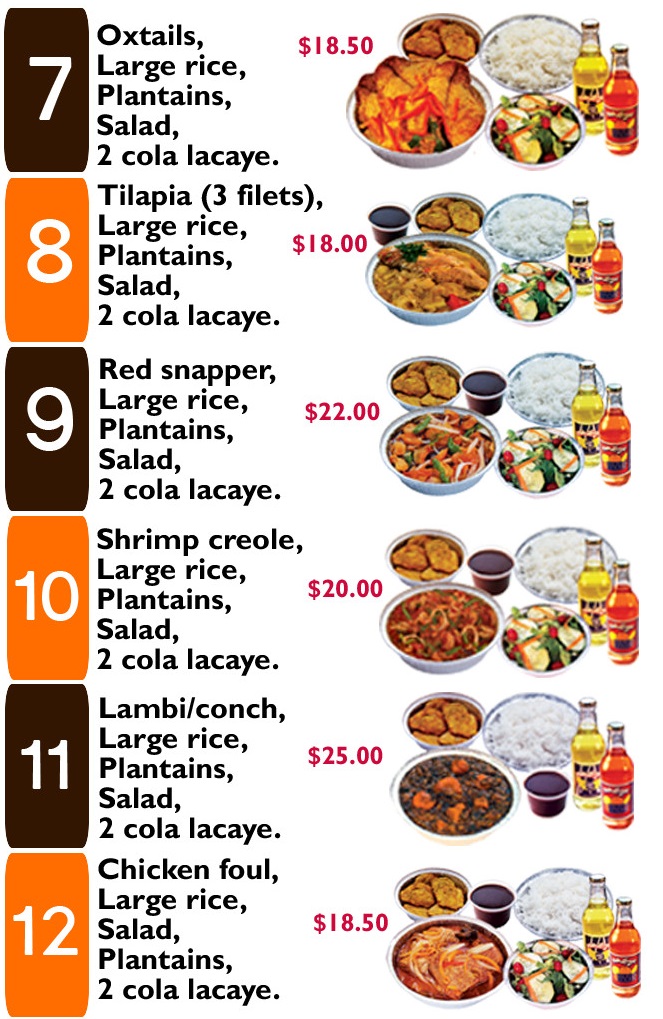 7
Oxtails,
$18.50
Large rice,
Plantains,
Salad,
2 cola lacaye.
8
Tilapia (3 filets),
Large rice,
$18.00
Plantains,
Salad,
2 cola lacaye.
9
Red snapper,
Large rice,
$22.00
Plantains,
Salad,
2 cola lacaye.
10
Shrimp creole,
Large rice,
$20.00
Plantains,
Salad,
2 cola lacaye.
11
Lambi/conch,
Large rice,
$25.00
Plantains,
Salad,
2 cola lacaye.
12
Chicken foul,
Large rice,
$18.50
Salad,
Plantains,
2 cola lacaye.